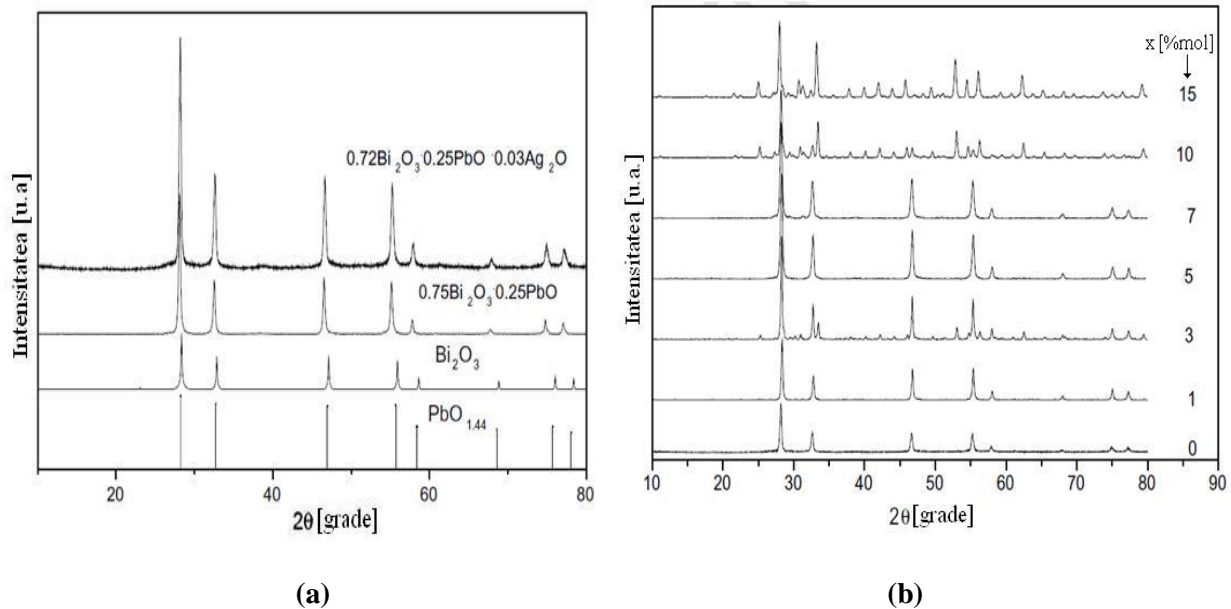 Intensitatea [u.a]
0.72Bi2O3·0.25PbO·0.03Ag2O
0.75Bi2O3·0.25PbO
Bi2O3
PbO1.44
20 40 60 80
2θ [grade]
(a)
Intensitatea [u.a.]
x [%mol]
15
10
7
5
3
1
0
10 20 30 40 50 60 70 80 90
2θ [grade]
(b)